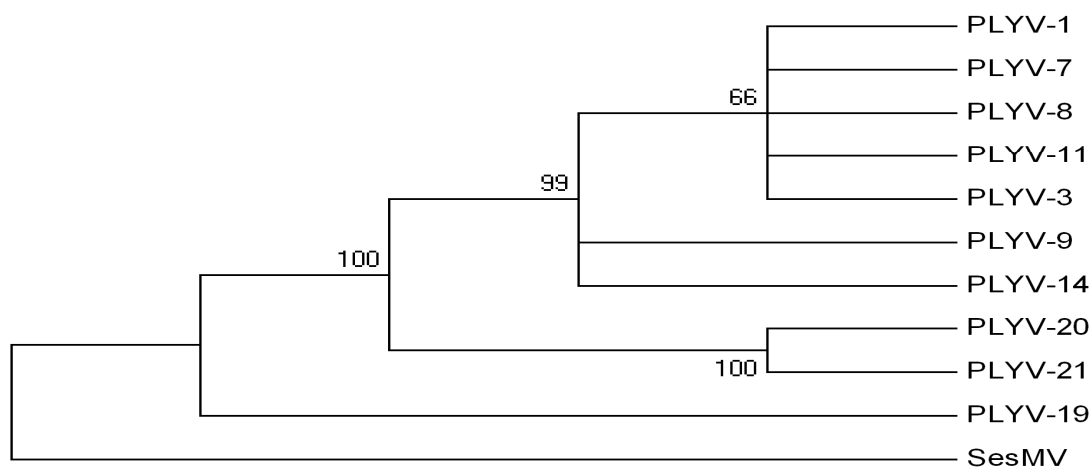 PLYV-1
PLYV-7
66
PLYV-8
PLYV-11
99
PLYV-3
PLYV-9
100
PLYV-14
PLYV-20
100
PLYV-21
PLYV-19
SesMV